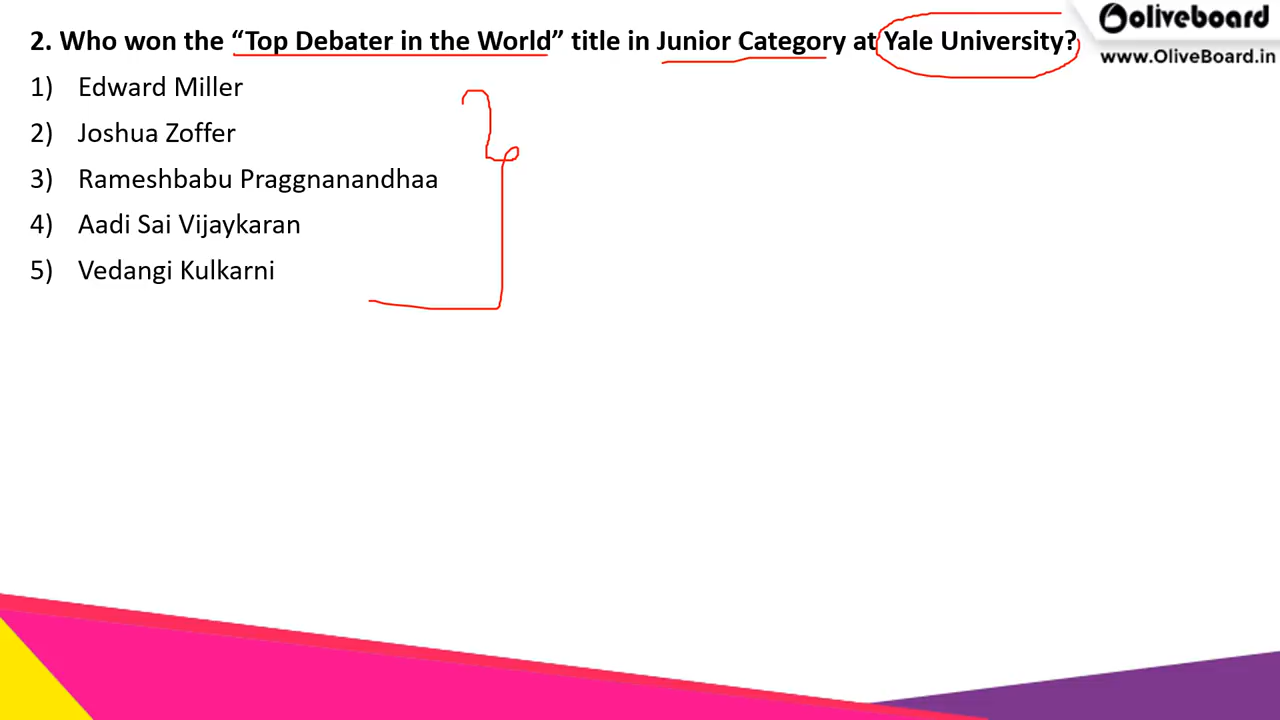 2. Who won the “Top Debater in the World” title in Junior Category at Yale University?
oliveboard
www.OliveBoard.in
1) Edward Miller
2) Joshua Zoffer
3) Rameshbabu Praggnanandhaa
4) Aadi Sai Vijaykaran
5) Vedangi Kulkarni